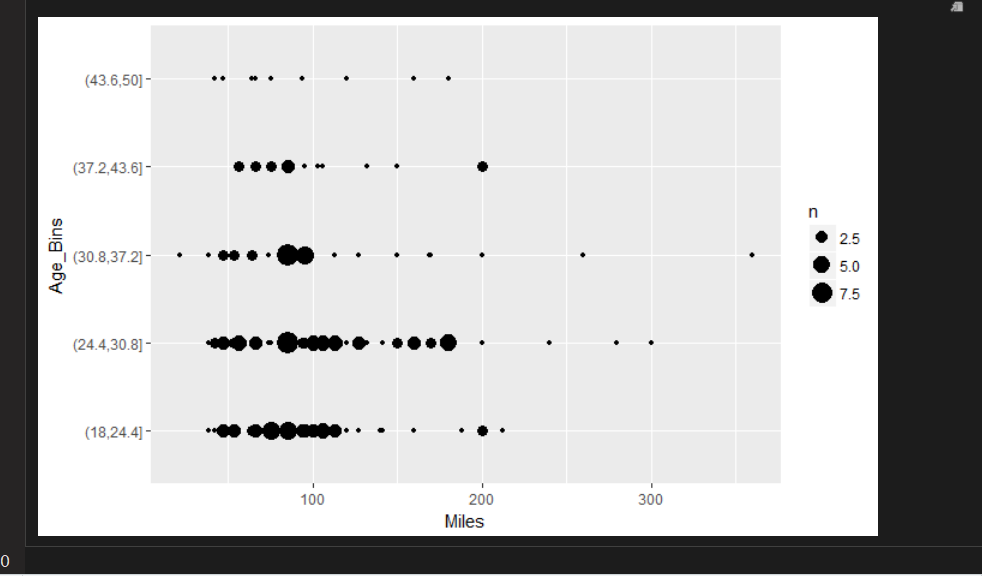 (43.6,50]
(37.2,43.6]
(30.8,37.2]
(24.4,30.8]
(18,24.4]
Age_Bins
100 200 300
Miles
n
2.5
5.0
7.5
0